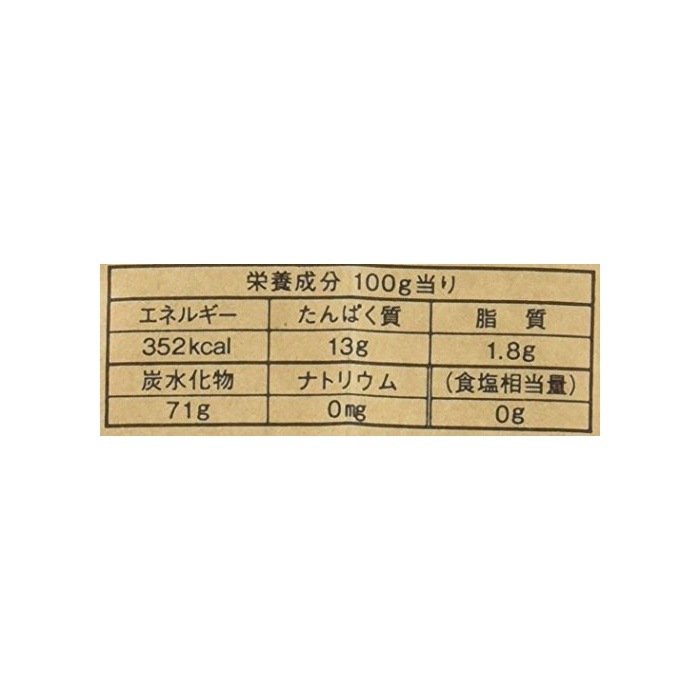 栄養成分 100g当り
エネルギー たんぱく質 脂 質
352kcal 13g 1.8g
炭水化物 ナトリウム (食塩相当量)
71g 0mg 0g